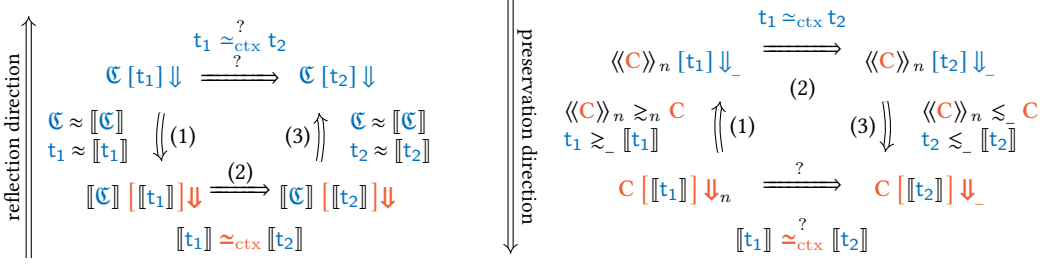 reflection direction
?
t₁ ≃ctx t₂
ℭ [t₁] ⇓ ⟹ ? ℭ [t₂] ⇓
ℭ ≈ ⟦ℭ⟧ (1) (3) ℭ ≈ ⟦ℭ⟧
t₁ ≈ ⟦t₁⟧ t₂ ≈ ⟦t₂⟧
(2)
⟦ℭ⟧ [⟦t₁⟧]⇓ ⟹ ⟦ℭ⟧ [⟦t₂⟧]⇓
⟦t₁⟧ ≃ctx ⟦t₂⟧
preservation direction
t₁ ≃ctx t₂
⟪C⟫ₙ [t₁]⇓_ ⟹ ⟪C⟫ₙ [t₂]⇓_
(2)
⟪C⟫ₙ ≳ₙ C (1) (3) ⟪C⟫ₙ ≲_ C
t₁ ≳_ ⟦t₁⟧ t₂ ≲_ ⟦t₂⟧
?
C [⟦t₁⟧]⇓ₙ ⟹ C [⟦t₂⟧]⇓_
?
⟦t₁⟧ ≃ctx ⟦t₂⟧